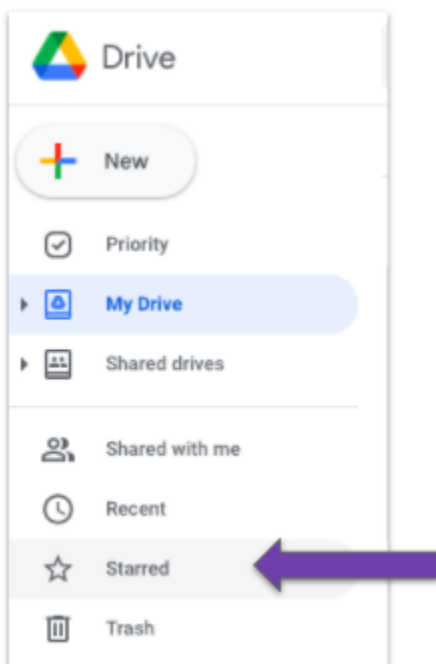 Drive
New
Priority
My Drive
Shared drives
Shared with me
Recent
Starred
Trash